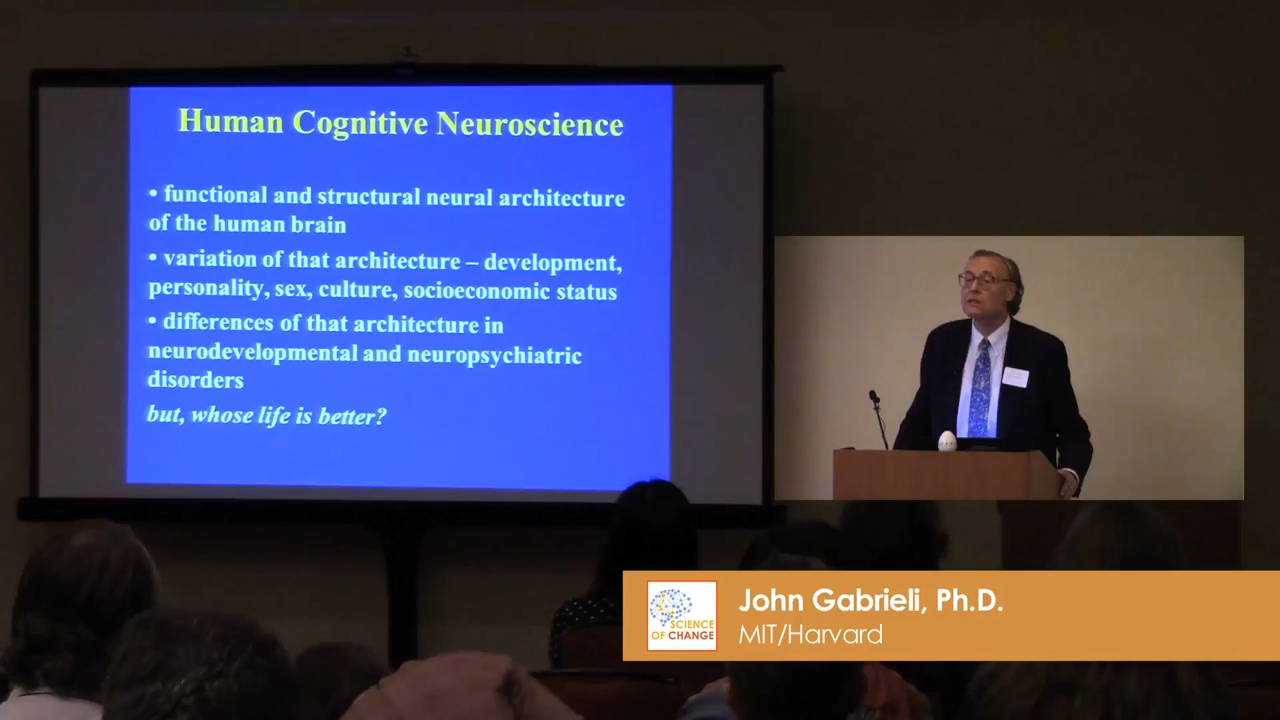 Human Cognitive Neuroscience
• functional and structural neural architecture
of the human brain
• variation of that architecture – development,
personality, sex, culture, socioeconomic status
• differences of that architecture in
neurodevelopmental and neuropsychiatric
disorders
but, whose life is better?
SCIENCE
OF CHANGE
John Gabrieli, Ph.D.
MIT/Harvard